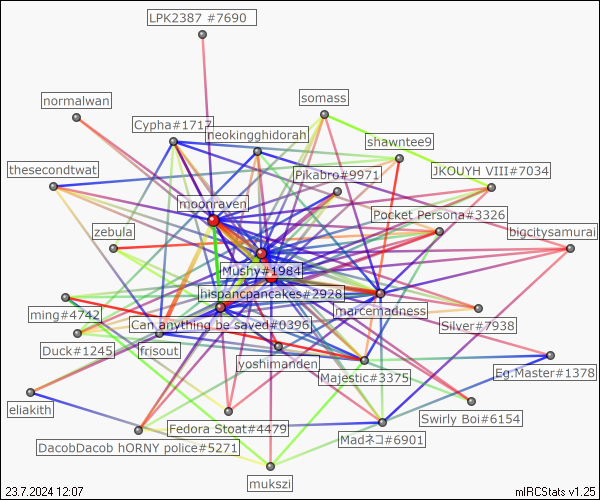 LPK2387 #7690
normalwan
somass
Cypha#1717
neokingghidorah
shawntee9
thesecondtwat
Pikabro#9971
JKOUYH VIII#7034
moonraven
Pocket Persona#3326
zebula
bigcitysamurai
Mushy#1984
hispancpancakes#2928
ming#4742
marcemadness
Can anything be saved#0396
Silver#7938
Duck#1245
frisout
yoshimanden
Majestic#3375
Eg.Master#1378
eliakith
Swirly Boi#6154
Fedora Stoat#4479
Madネコ#6901
DacobDacob hORNY police#5271
mukszi
23.7.2024 12:07
mIRCStats v1.25